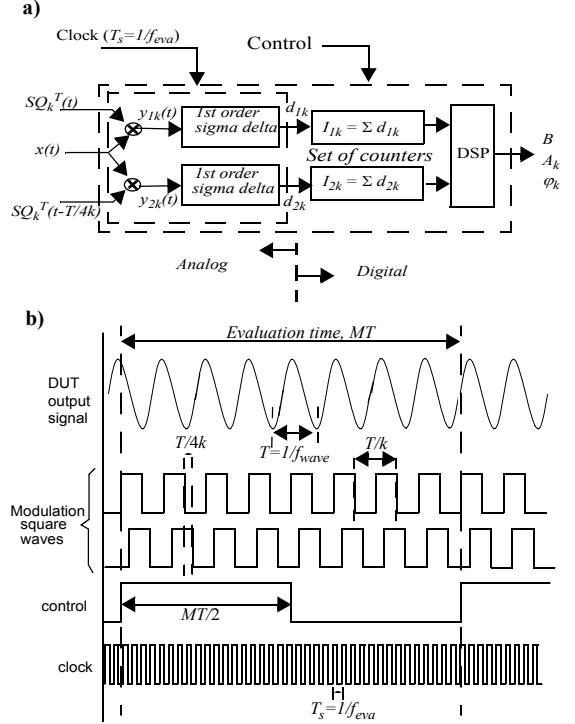 a)
Clock (Ts=1/feva)
Control
SQkT(t)
y1k(t)
1st order
sigma delta
d1k
I1k = Σ d1k
x(t)
Set of counters
DSP
B
Ak
φk
1st order
sigma delta
I2k = Σ d2k
SQkT(t-T/4k)
y2k(t)
d2k
Analog
Digital
b)
Evaluation time, MT
DUT
output
signal
T/4k
T=1/fwave
T/k
Modulation
square
waves
control
MT/2
clock
Ts=1/feva